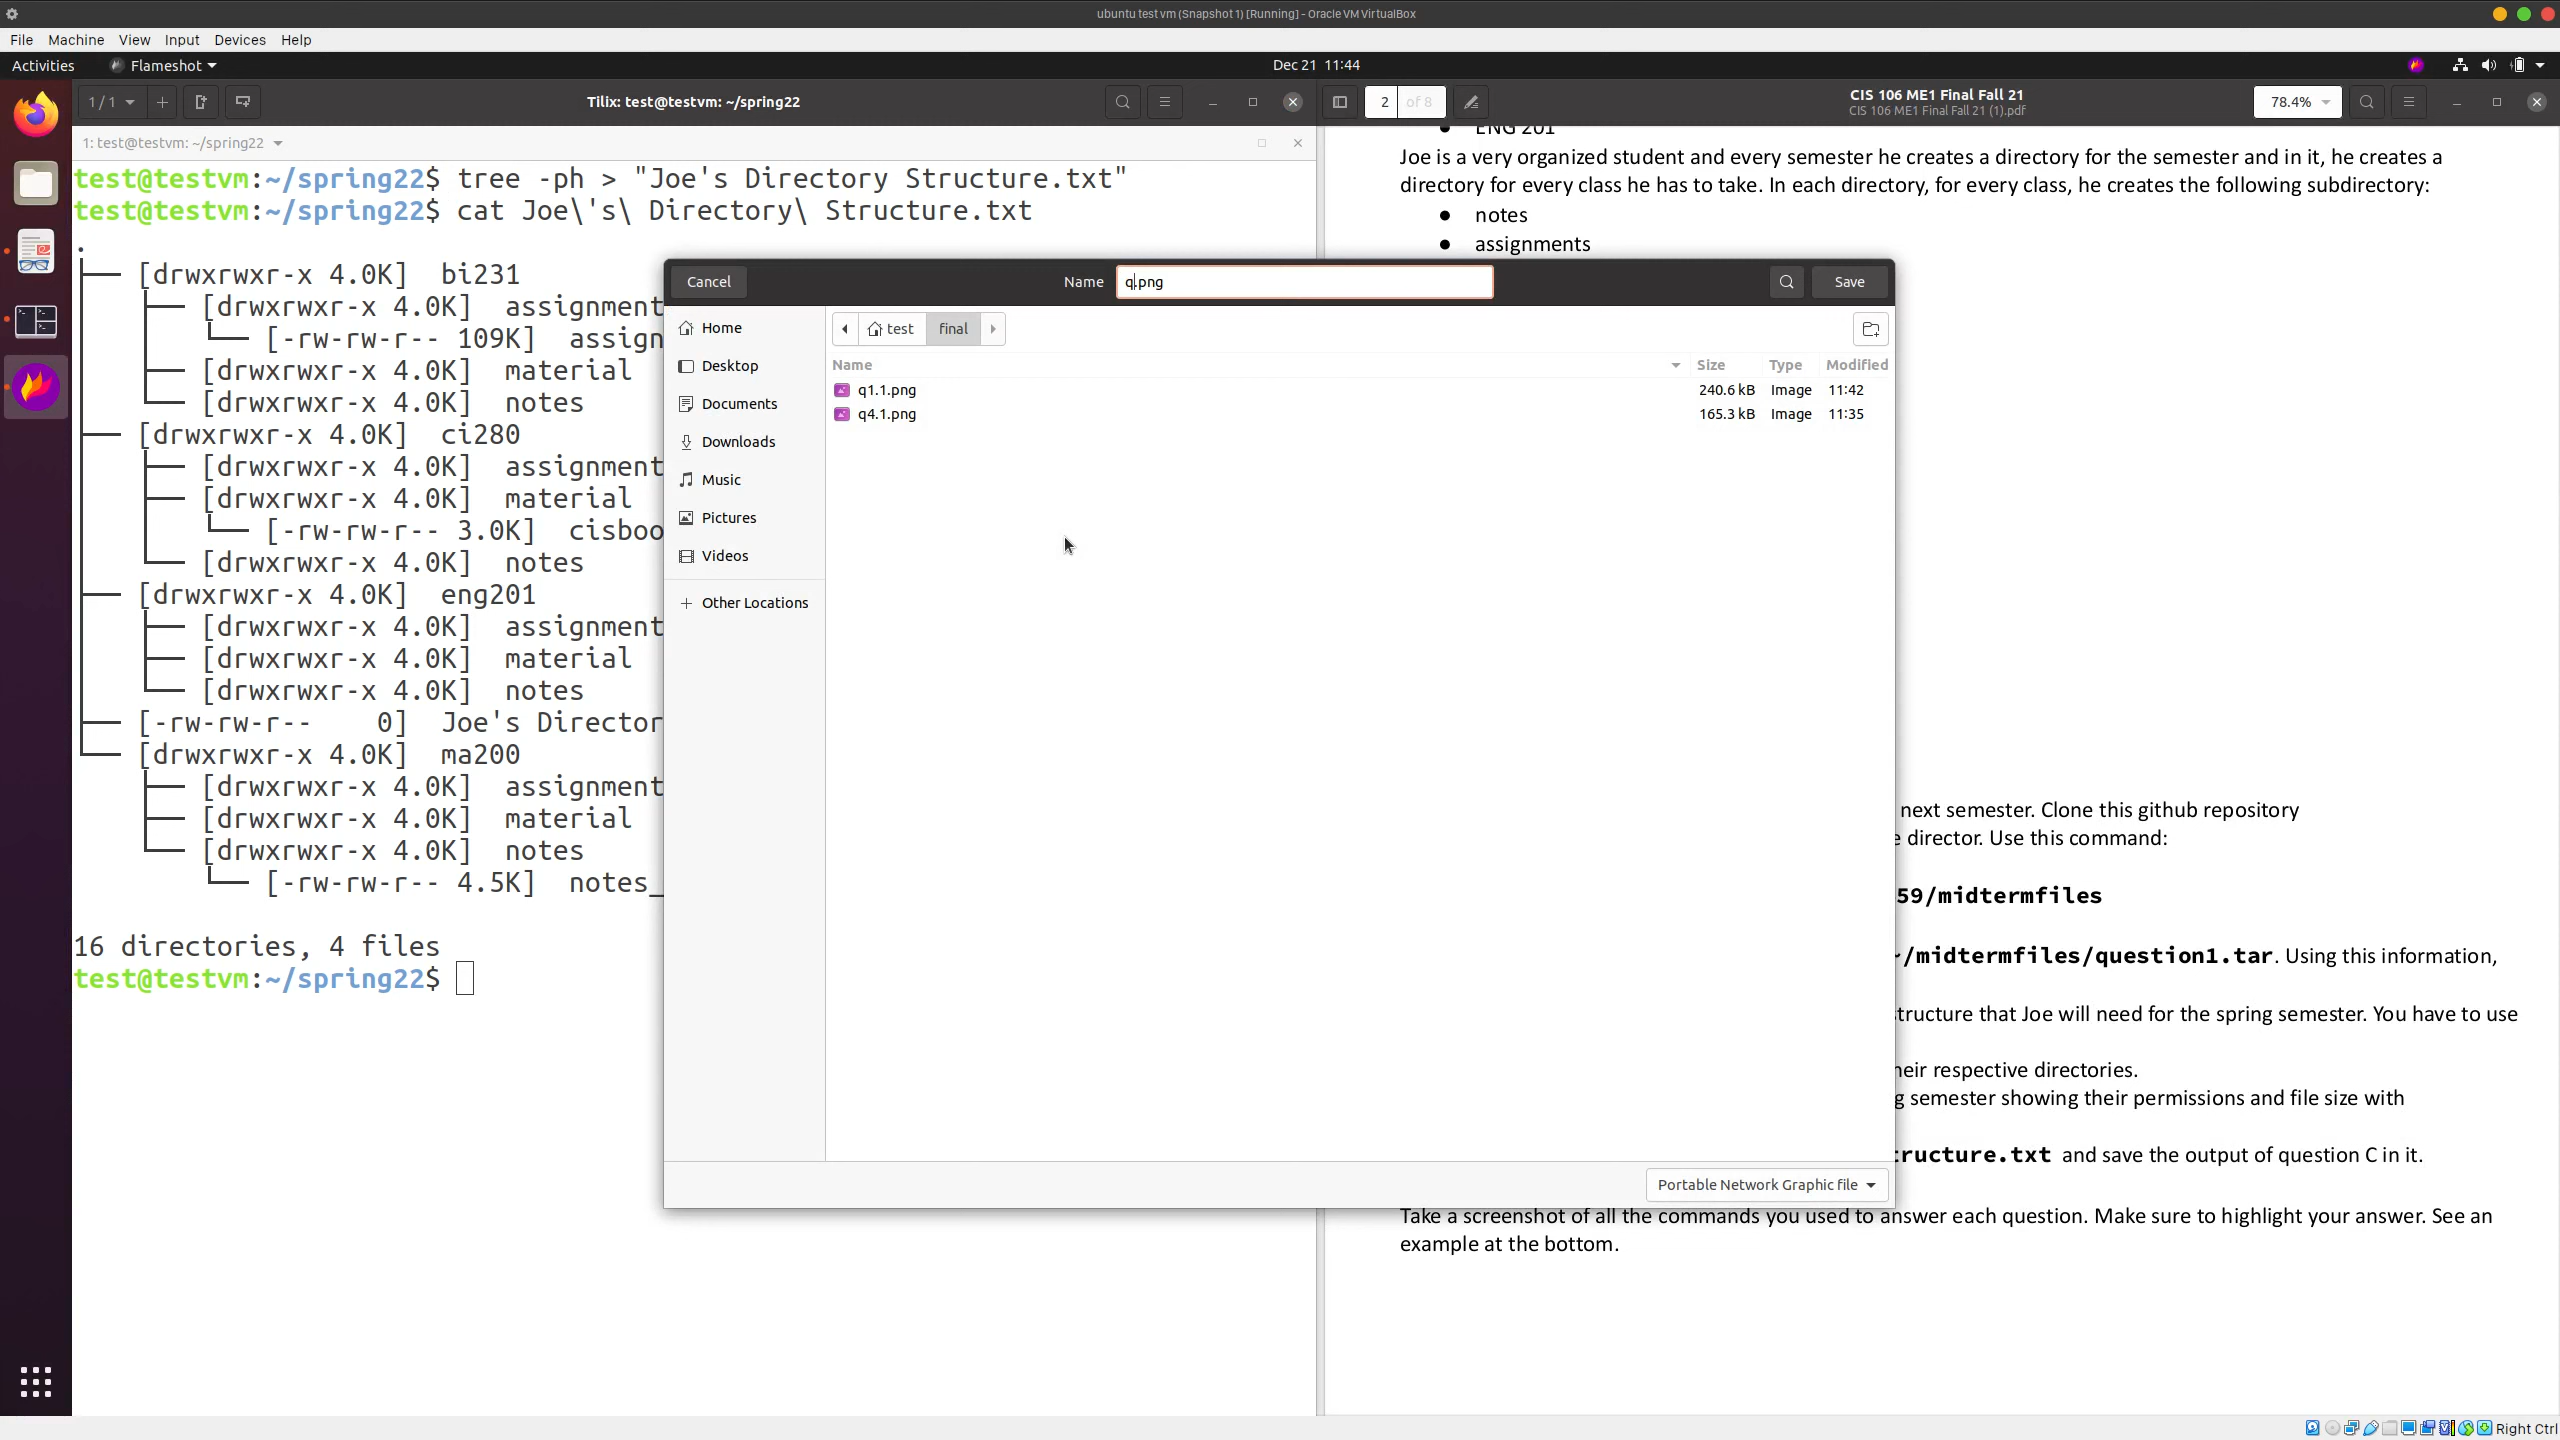 ubuntu test vm (Snapshot 1) [Running] - Oracle VM VirtualBox
File Machine View Input Devices Help
Activities Flameshot Dec 21 11:44
1 / 1 Tilix: test@testvm: ~/spring22
1: test@testvm: ~/spring22
test@testvm:~/spring22$ tree -ph > "Joe's Directory Structure.txt"
test@testvm:~/spring22$ cat Joe\'s\ Directory\ Structure.txt
.
├── [drwxrwxr-x 4.0K]  bi231
│   ├── [drwxrwxr-x 4.0K]  assignment
│   │   └── [-rw-rw-r-- 109K]  assign
│   ├── [drwxrwxr-x 4.0K]  material
│   └── [drwxrwxr-x 4.0K]  notes
├── [drwxrwxr-x 4.0K]  ci280
│   ├── [drwxrwxr-x 4.0K]  assignment
│   ├── [drwxrwxr-x 4.0K]  material
│   │   └── [-rw-rw-r-- 3.0K]  cisboo
│   └── [drwxrwxr-x 4.0K]  notes
├── [drwxrwxr-x 4.0K]  eng201
│   ├── [drwxrwxr-x 4.0K]  assignment
│   ├── [drwxrwxr-x 4.0K]  material
│   └── [drwxrwxr-x 4.0K]  notes
├── [-rw-rw-r--    0]  Joe's Director
└── [drwxrwxr-x 4.0K]  ma200
    ├── [drwxrwxr-x 4.0K]  assignment
    ├── [drwxrwxr-x 4.0K]  material
    └── [drwxrwxr-x 4.0K]  notes
        └── [-rw-rw-r-- 4.5K]  notes_
16 directories, 4 files
test@testvm:~/spring22$
Cancel Name q.png Save
Home
Desktop
Documents
Downloads
Music
Pictures
Videos
Other Locations
test final
Name Size Type Modified
q1.1.png 240.6 kB Image 11:42
q4.1.png 165.3 kB Image 11:35
Portable Network Graphic file
2 of 8 CIS 106 ME1 Final Fall 21 78.4%
CIS 106 ME1 Final Fall 21 (1).pdf
● ENG 201
Joe is a very organized student and every semester he creates a directory for the semester and in it, he creates a
directory for every class he has to take. In each directory, for every class, he creates the following subdirectory:
● notes
● assignments
next semester. Clone this github repository
e director. Use this command:
59/midtermfiles
~/midtermfiles/question1.tar. Using this information,
structure that Joe will need for the spring semester. You have to use
heir respective directories.
g semester showing their permissions and file size with
tructure.txt and save the output of question C in it.
Take a screenshot of all the commands you used to answer each question. Make sure to highlight your answer. See an
example at the bottom.
Right Ctrl